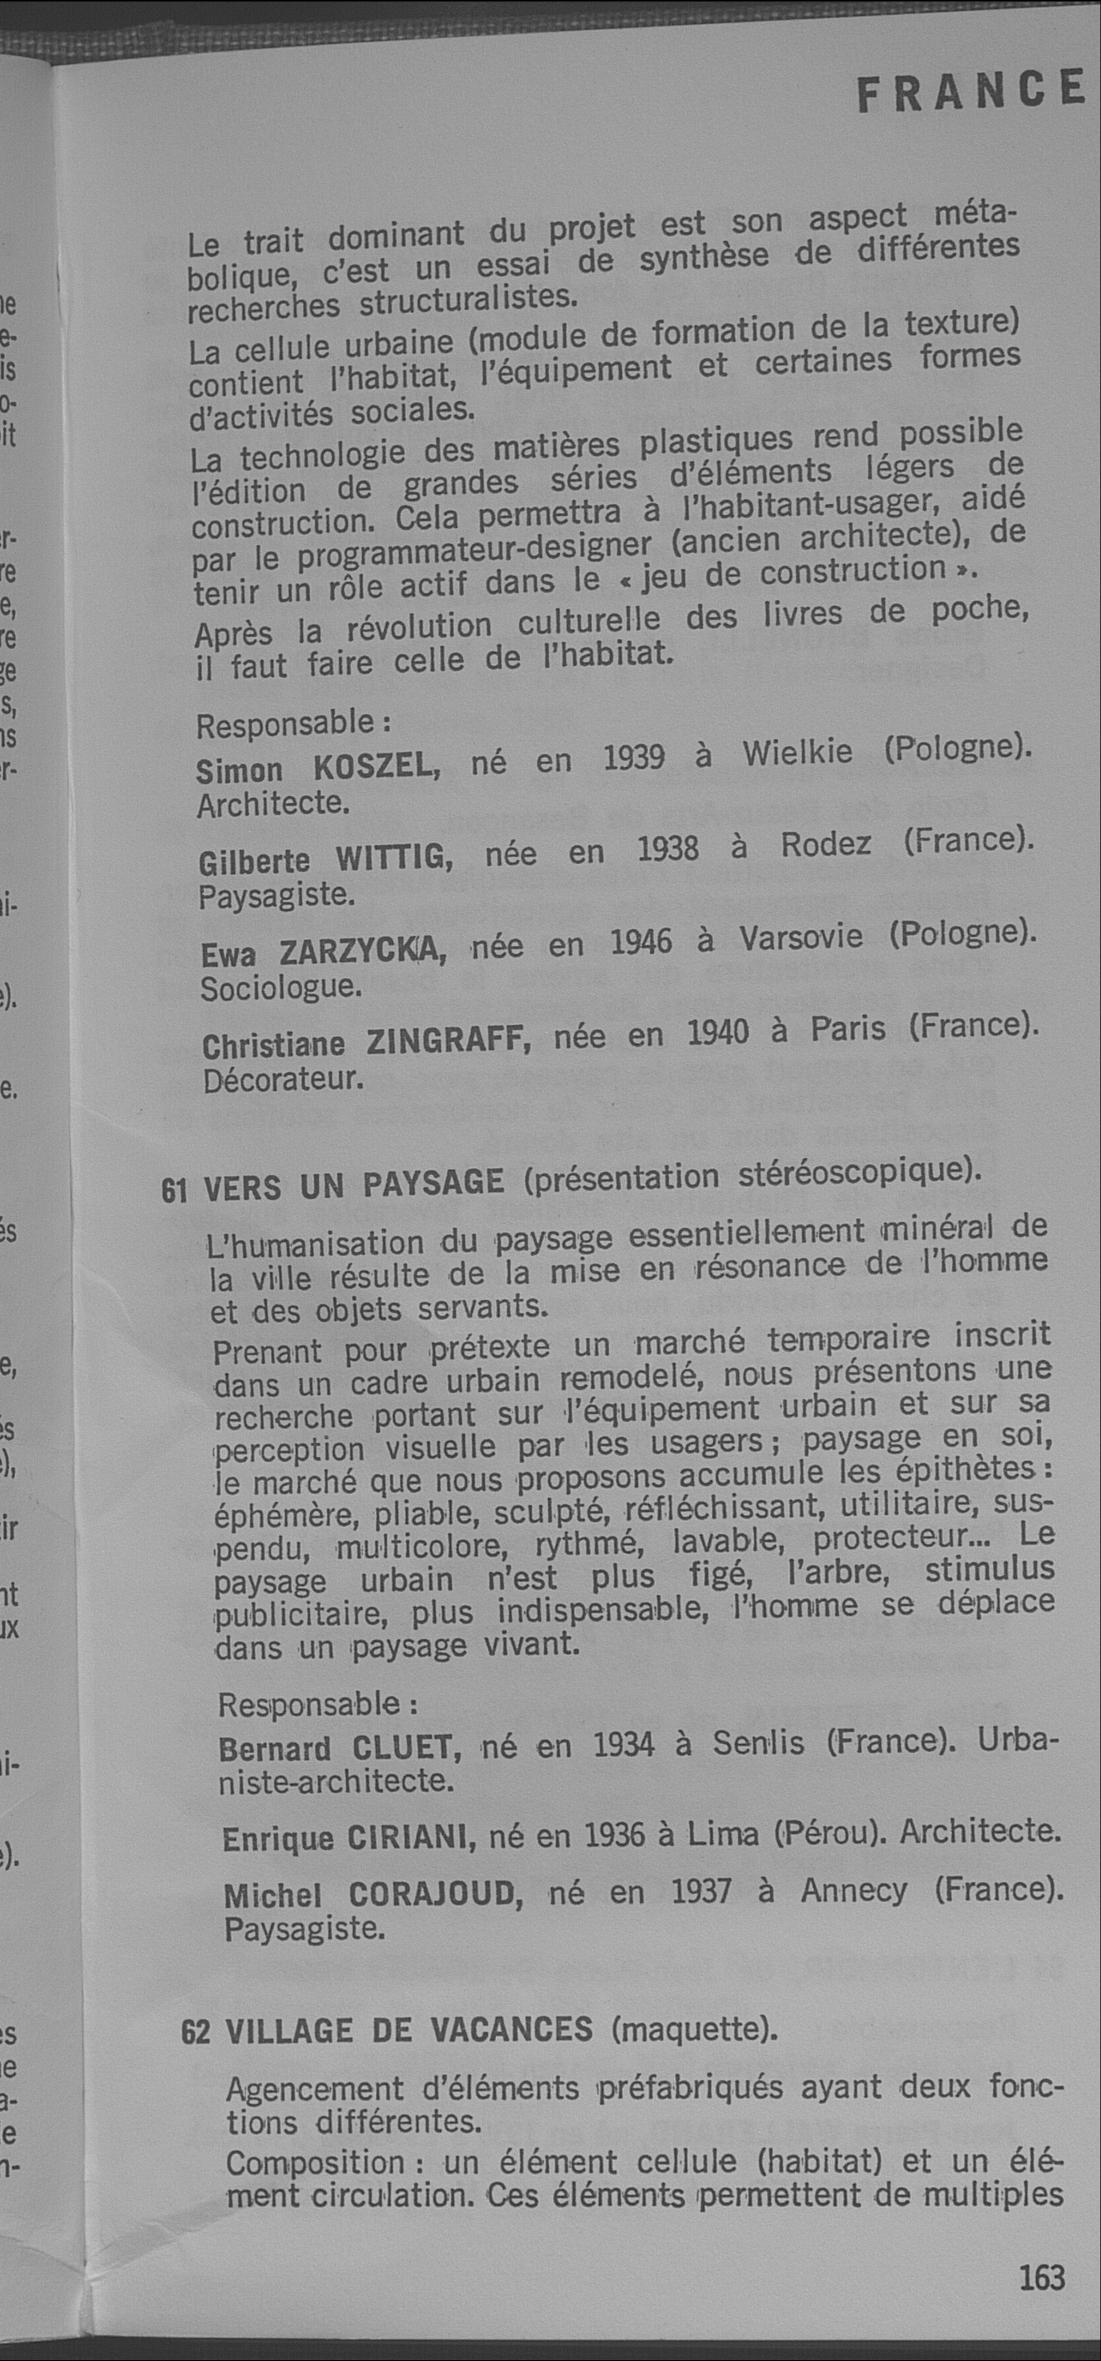 FRANCE
Le trait dominant du projet est son aspect méta-
bolique, c'est un essai de synthèse de différentes
recherches structuralistes.
La cellule urbaine (module de formation de la texture)
contient l'habitat, l'équipement et certaines formes
d'activités sociales.
La technologie des matières plastiques rend possible
l'édition de grandes séries d'éléments légers de
construction. Cela permettra à l'habitant-usager, aidé
par le programmateur-designer (ancien architecte), de
tenir un rôle actif dans le « jeu de construction ».
Après la révolution culturelle des livres de poche,
il faut faire celle de l'habitat.
Responsable :
Simon KOSZEL, né en 1939 à Wielkie (Pologne).
Architecte.
Gilberte WITTIG, née en 1938 à Rodez (France).
Paysagiste.
Ewa ZARZYCKA, née en 1946 à Varsovie (Pologne).
Sociologue.
Christiane ZINGRAFF, née en 1940 à Paris (France).
Décorateur.
61 VERS UN PAYSAGE (présentation stéréoscopique).
L'humanisation du paysage essentiellement minéral de
la ville résulte de la mise en résonance de l'homme
et des objets servants.
Prenant pour prétexte un marché temporaire inscrit
dans un cadre urbain remodelé, nous présentons une
recherche portant sur l'équipement urbain et sur sa
perception visuelle par les usagers ; paysage en soi,
le marché que nous proposons accumule les épithètes :
éphémère, pliable, sculpté, réfléchissant, utilitaire, sus-
pendu, multicolore, rythmé, lavable, protecteur... Le
paysage urbain n'est plus figé, l'arbre, stimulus
publicitaire, plus indispensable, l'homme se déplace
dans un paysage vivant.
Responsable :
Bernard CLUET, né en 1934 à Senlis (France). Urba-
niste-architecte.
Enrique CIRIANI, né en 1936 à Lima (Pérou). Architecte.
Michel CORAJOUD, né en 1937 à Annecy (France).
Paysagiste.
62 VILLAGE DE VACANCES (maquette).
Agencement d'éléments préfabriqués ayant deux fonc-
tions différentes.
Composition : un élément cellule (habitat) et un élé-
ment circulation. Ces éléments permettent de multiples
163